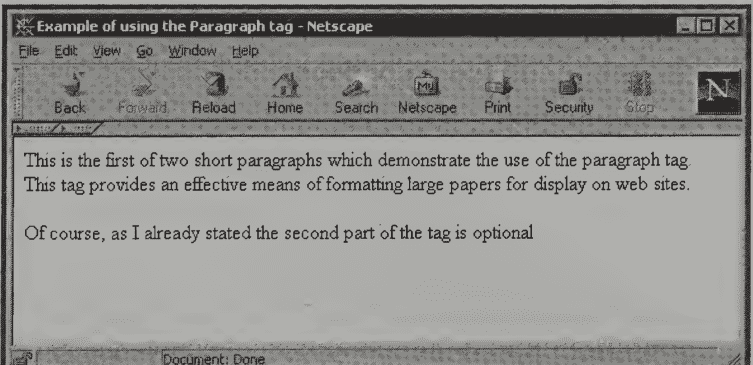 Example of using the Paragraph tag - Netscape
File Edit View Go Window Help
Back Forward Reload Home Search Netscape Print Security Stop
My
N
This is the first of two short paragraphs which demonstrate the use of the paragraph tag.
This tag provides an effective means of formatting large papers for display on web sites.
Of course, as I already stated the second part of the tag is optional
Document: Done